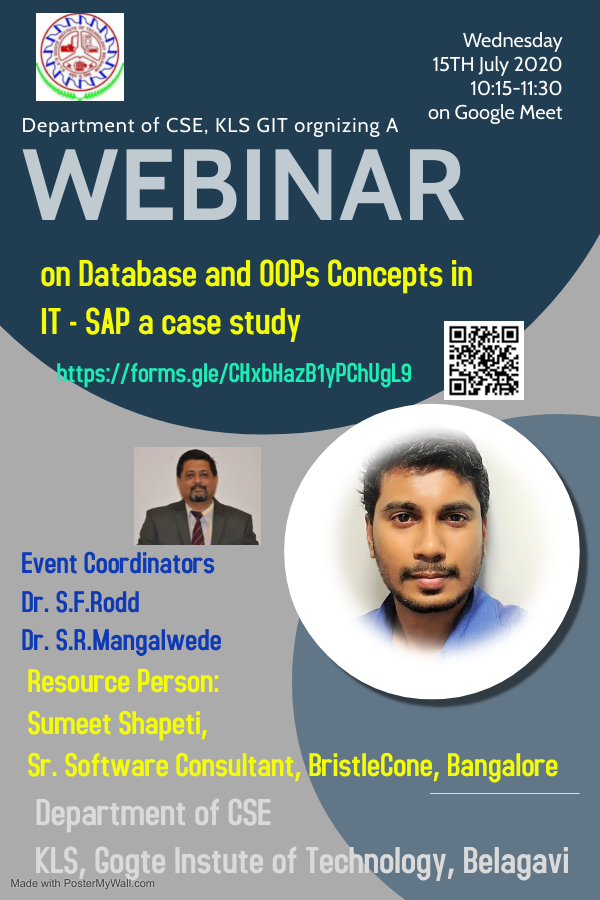 Wednesday
15TH July 2020
10:15-11:30
on Google Meet
Department of CSE, KLS GIT orgnizing A
WEBINAR
on Database and OOPs Concepts in
IT - SAP a case study
https://forms.gle/CHxbHazB1yPChUgL9
Event Coordinators
Dr. S.F.Rodd
Dr. S.R.Mangalwede
Resource Person:
Sumeet Shapeti,
Sr. Software Consultant, BristleCone, Bangalore
Department of CSE
KLS, Gogte Instute of Technology, Belagavi
Made with PosterMyWall.com